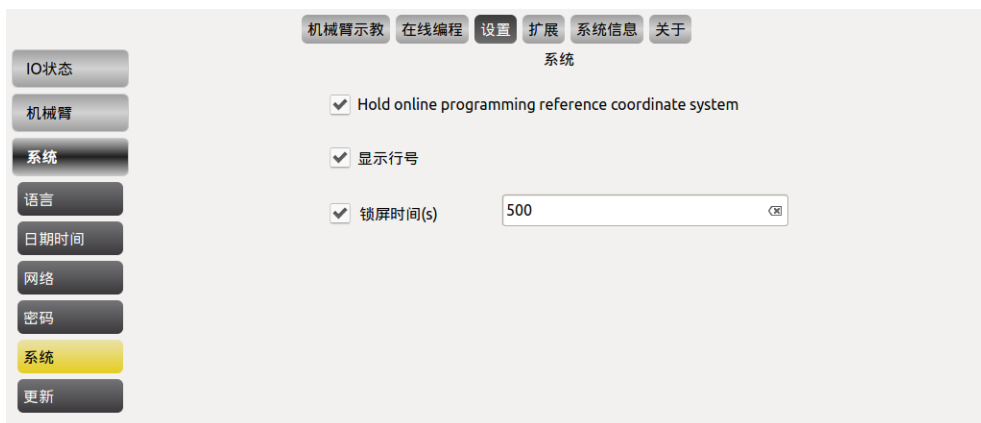 机械臂示教 在线编程 设置 扩展 系统信息 关于
系统
IO状态
机械臂
系统
语言
日期时间
网络
密码
系统
更新
Hold online programming reference coordinate system
显示行号
锁屏时间(s) 500